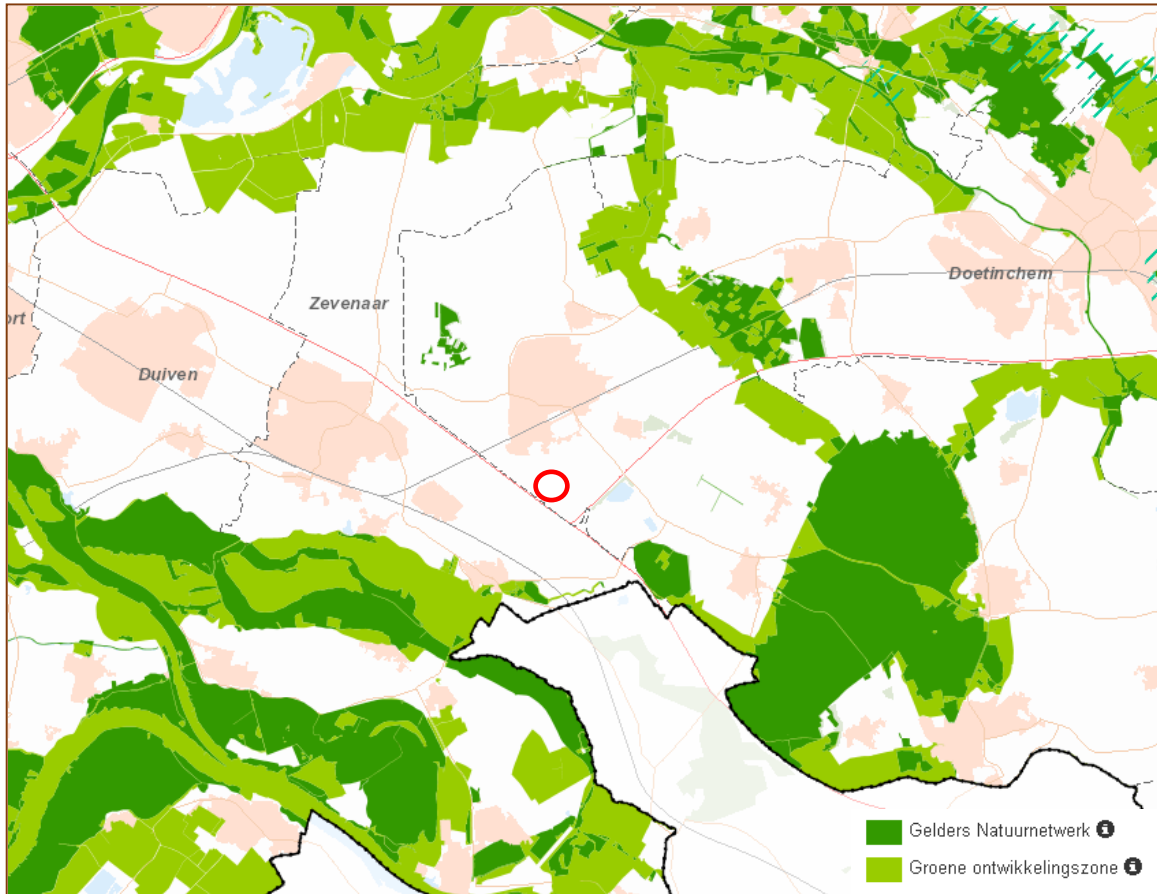 Doetinchem
Zevenaar
ort
Duiven
Gelders Natuurnetwerk
Groene ontwikkelingszone